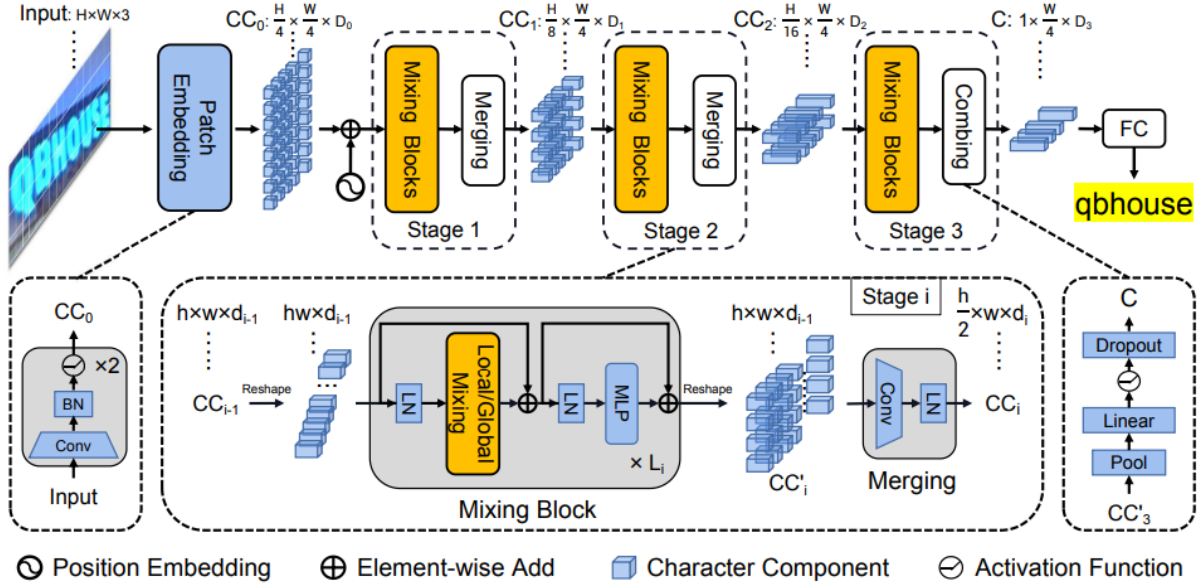 Input: H×W×3
CC₀: H/4 × W/4 × D₀
CC₁: H/8 × W/4 × D₁
CC₂: H/16 × W/4 × D₂
C: 1× W/4 × D₃
QBHOUSE
Patch Embedding
Mixing Blocks
Merging
Stage 1
Mixing Blocks
Merging
Stage 2
Mixing Blocks
Combing
Stage 3
FC
qbhouse
CC₀
×2
BN
Conv
Input
h×w×dᵢ₋₁
hw×dᵢ₋₁
h×w×dᵢ₋₁
Stage i
h/2 ×w×dᵢ
CCᵢ₋₁
Reshape
LN
Local/Global
Mixing
LN
MLP
× Lᵢ
Mixing Block
Reshape
CC'ᵢ
Conv
LN
Merging
CCᵢ
C
Dropout
Linear
Pool
CC'₃
Position Embedding
Element-wise Add
Character Component
Activation Function